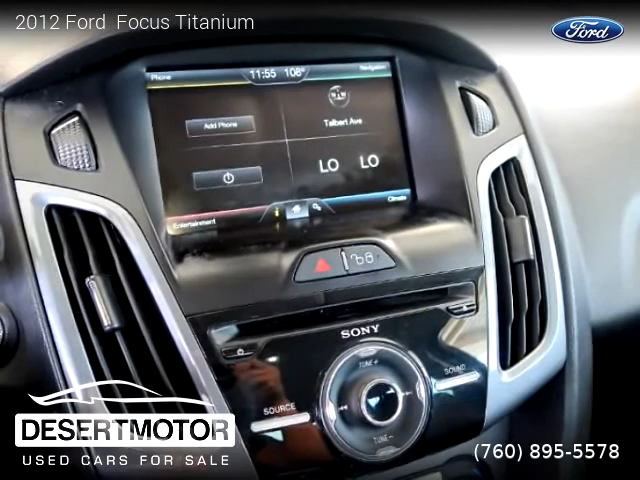 2012 Ford Focus Titanium
Ford
Phone
11:55 108°
Navigation
Add Phone
Talbert Ave
LO LO
Entertainment
Climate
SONY
TUNE+
SOURCE
SOUND
TUNE-
DESERTMOTOR
USED CARS FOR SALE
(760) 895-5578